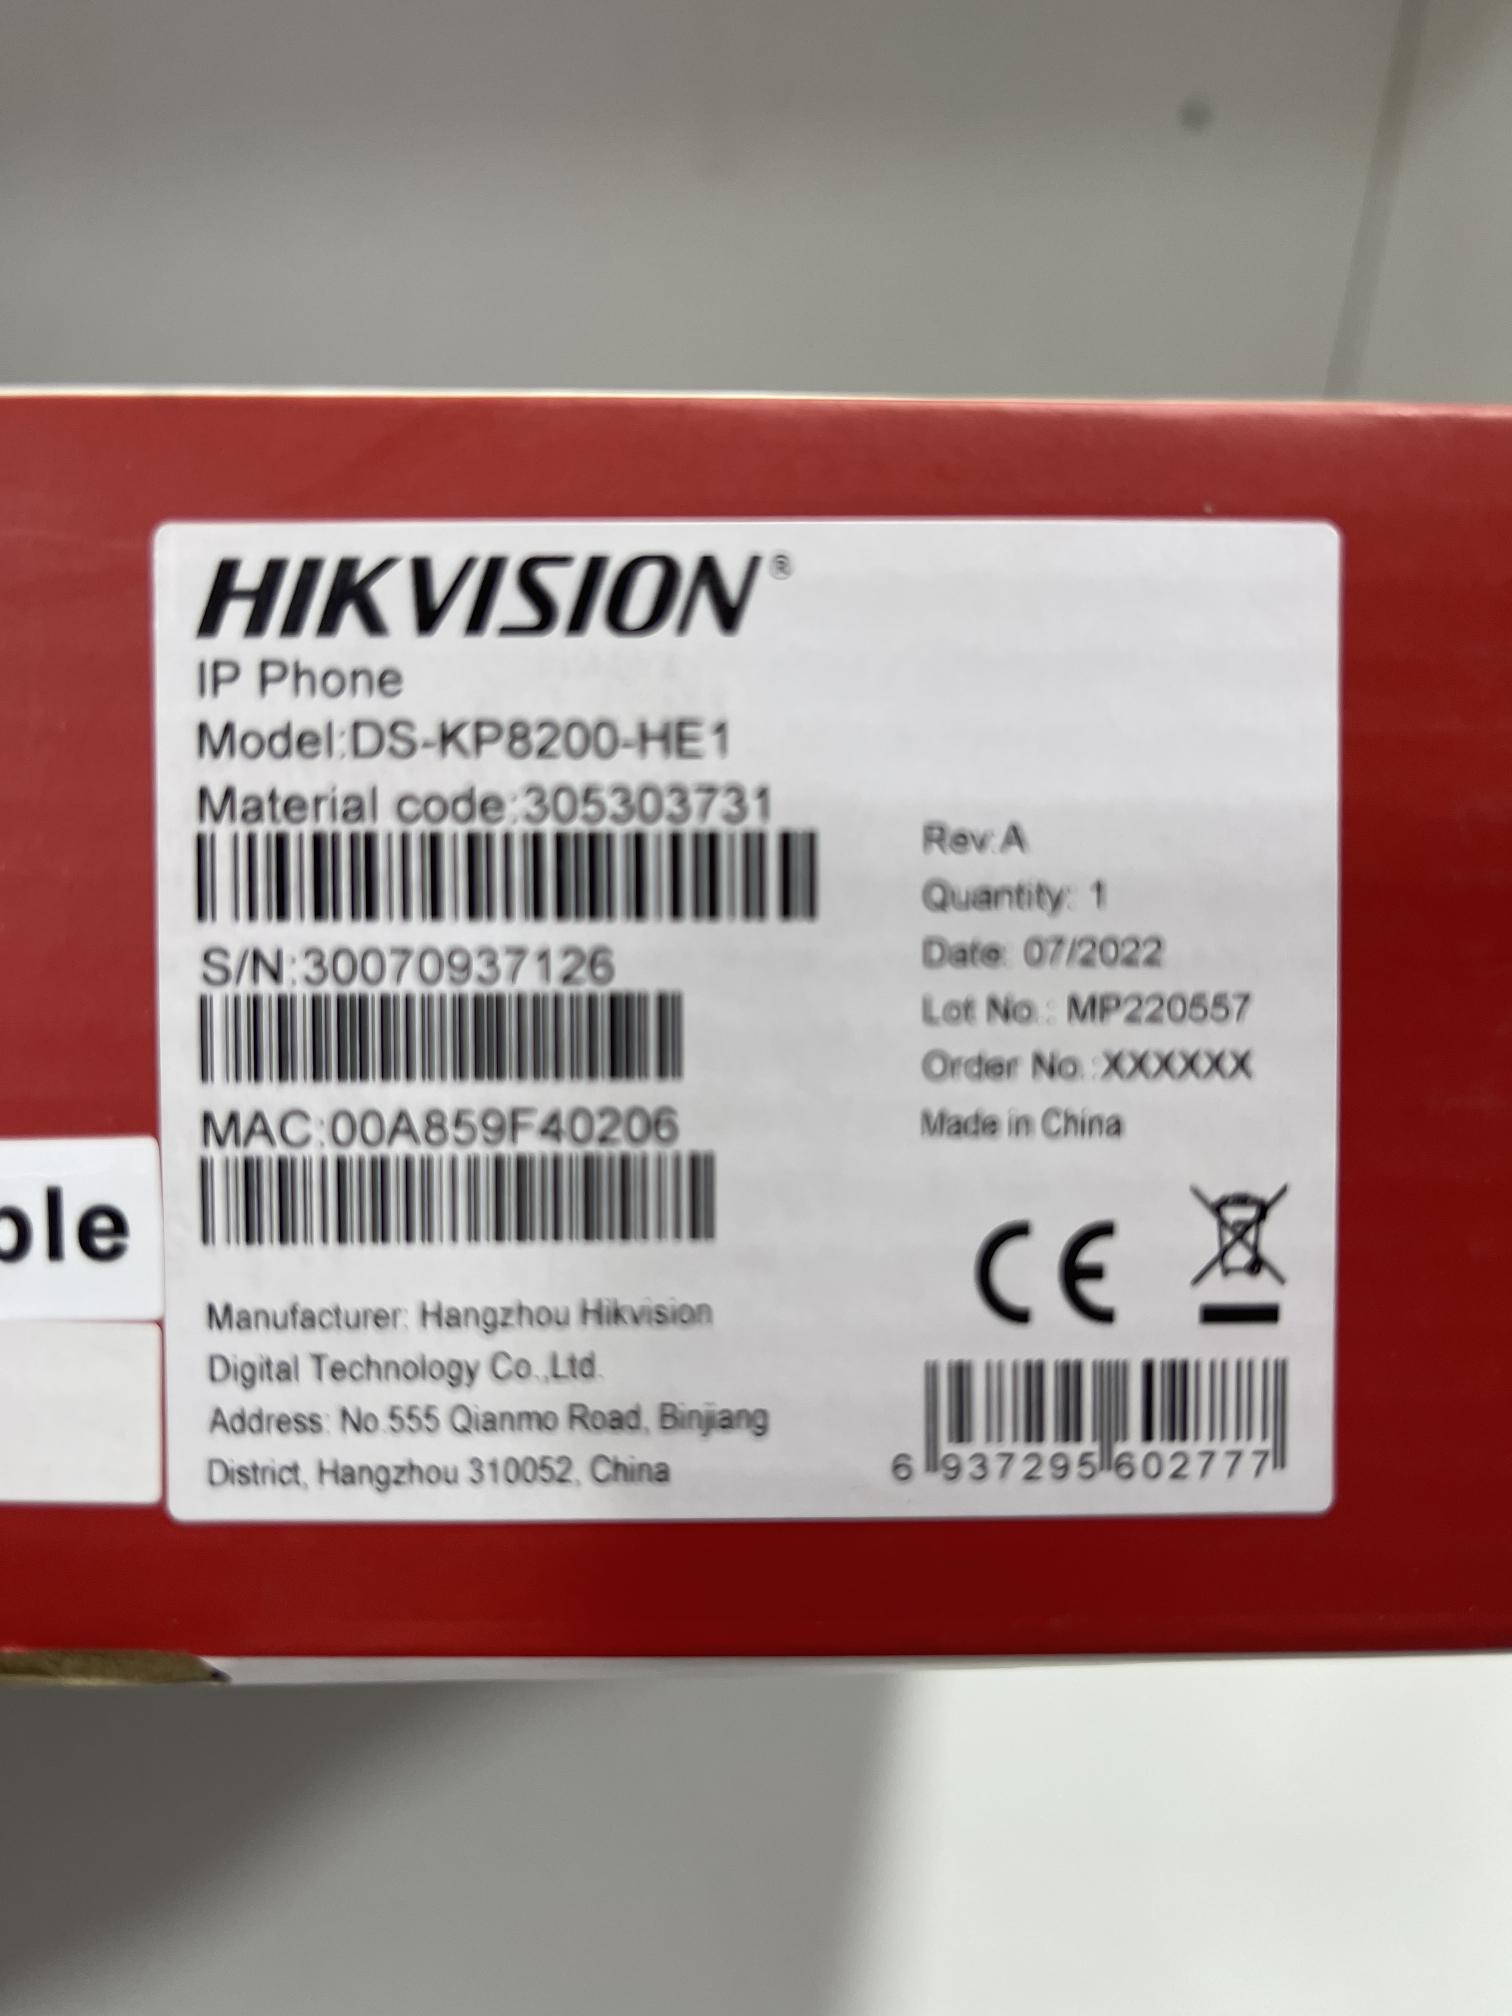 HIKVISION®
IP Phone
Model:DS-KP8200-HE1
Material code:305303731
S/N:30070937126
MAC:00A859F40206
Manufacturer: Hangzhou Hikvision
Digital Technology Co.,Ltd.
Address: No.555 Qianmo Road, Binjiang
District, Hangzhou 310052, China
Rev:A
Quantity: 1
Date: 07/2022
Lot No.: MP220557
Order No.:XXXXXX
Made in China
CE
6 937295 602777
ble